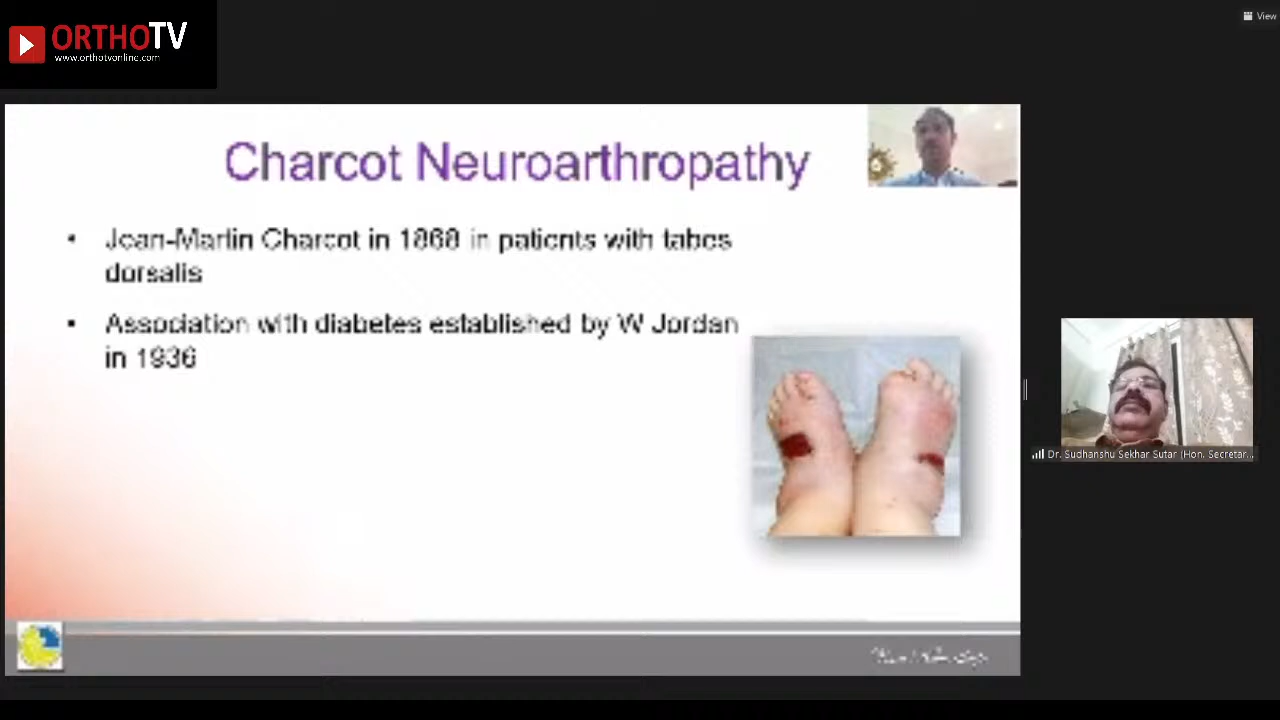 ORTHOTV
www.orthotvonline.com
View
Charcot Neuroarthropathy
• Jean-Martin Charcot in 1868 in patients with tabes
dorsalis
• Association with diabetes established by W Jordan
in 1936
Dr. Sudhanshu Sekhar Sutar (Hon. Secretar...